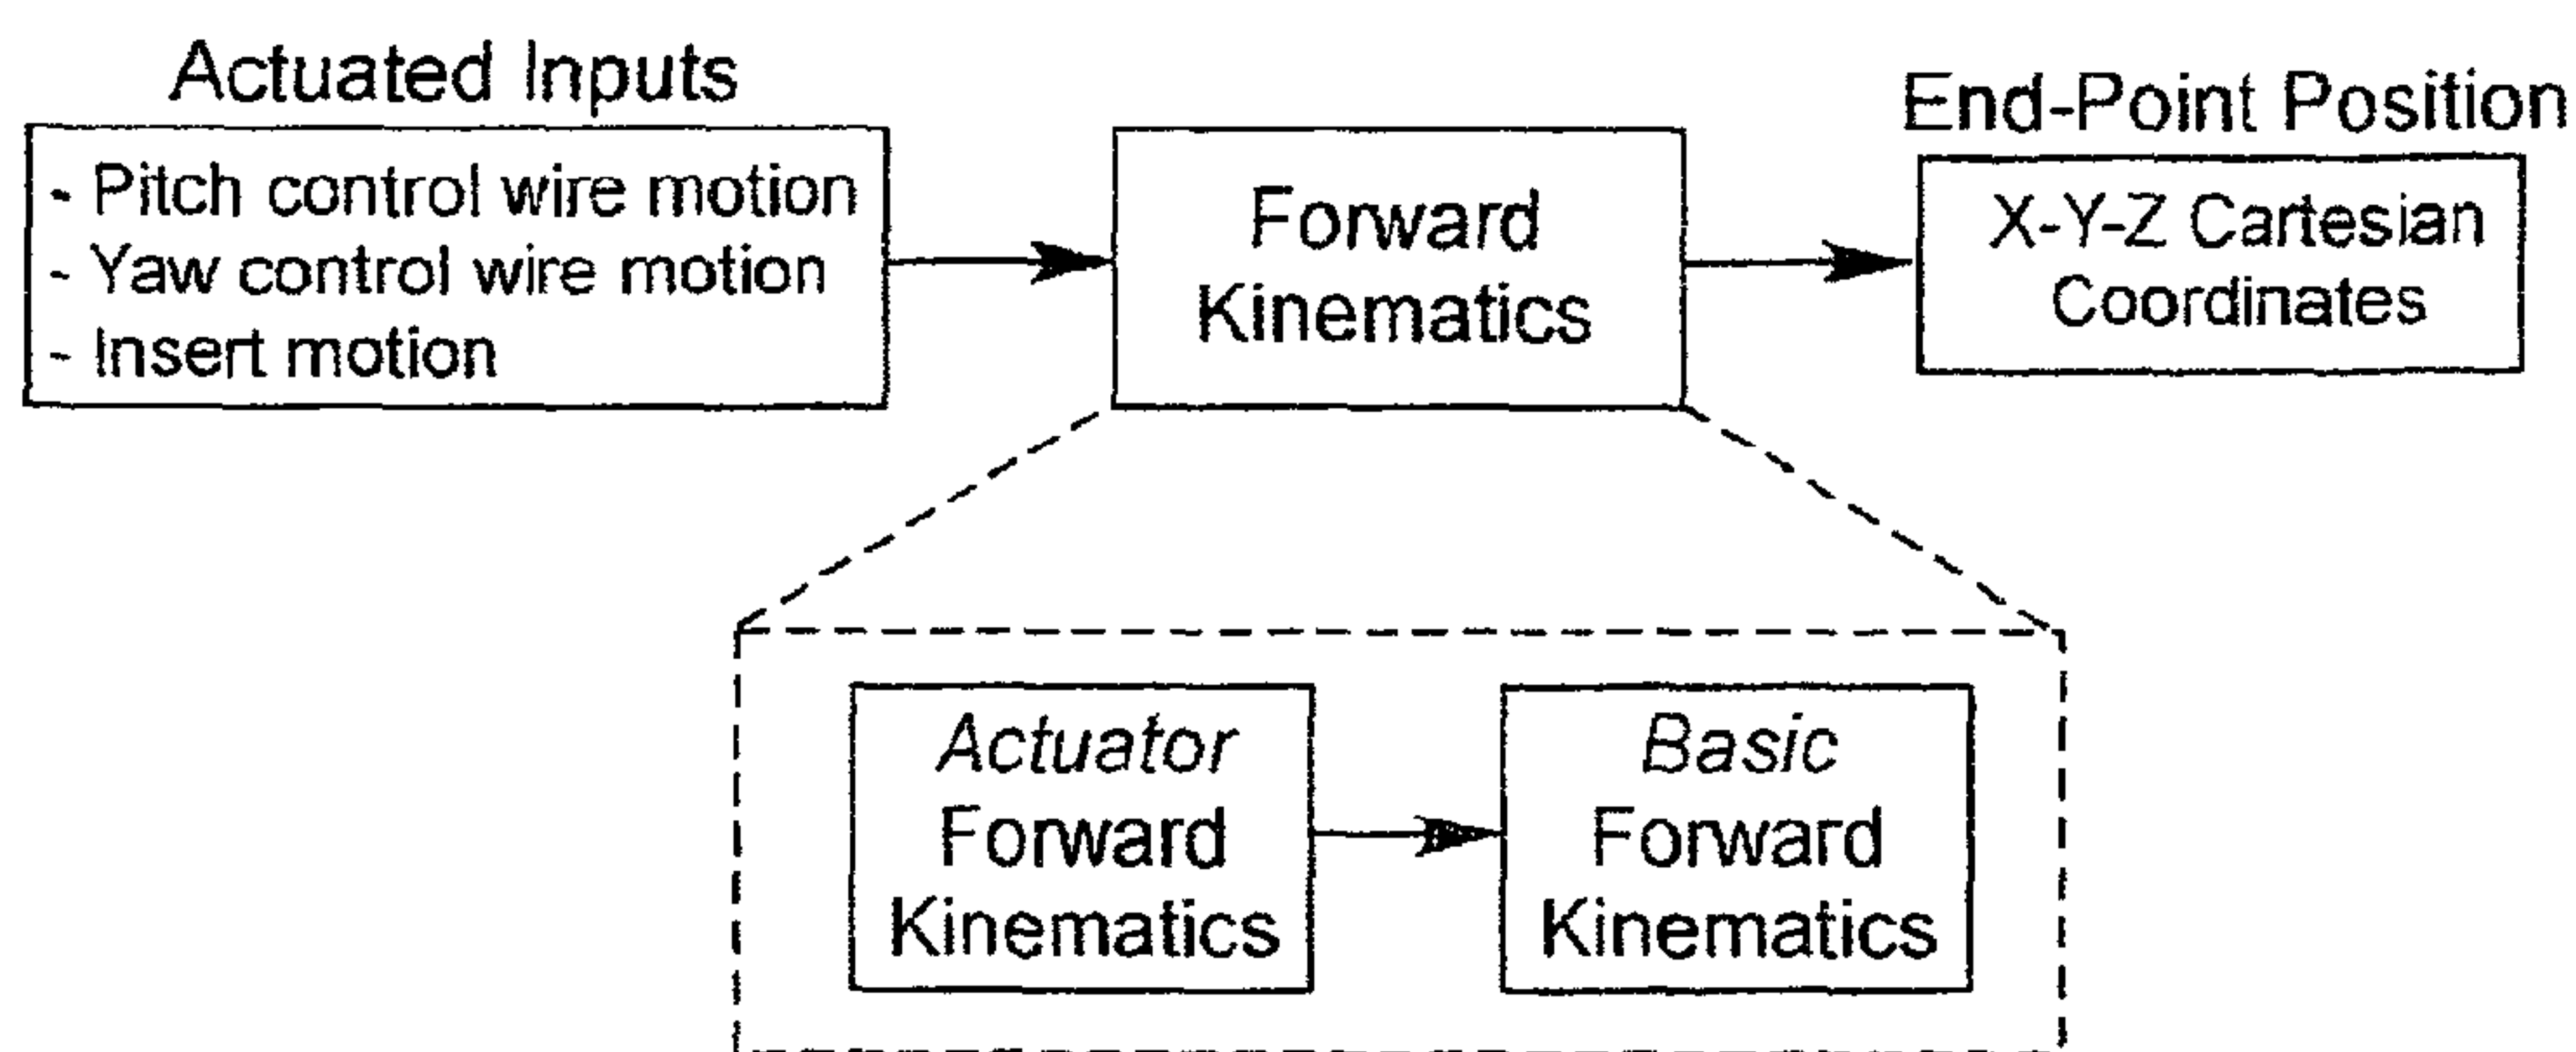 Actuated Inputs
- Pitch control wire motion
- Yaw control wire motion
- Insert motion
Forward
Kinematics
End-Point Position
X-Y-Z Cartesian
Coordinates
Actuator
Forward
Kinematics
Basic
Forward
Kinematics